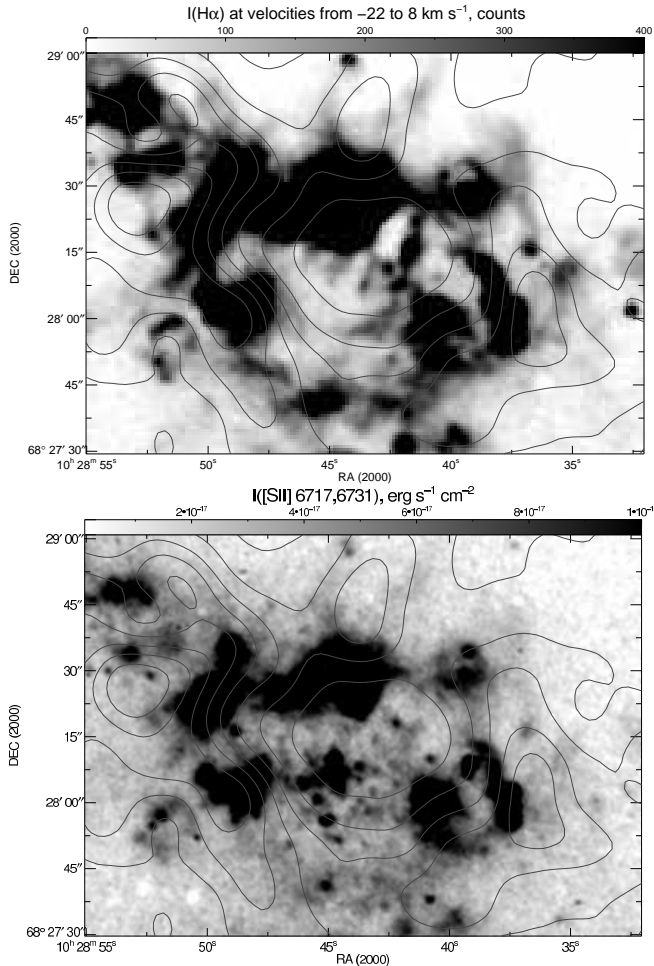 I(Hα) at velocities from −22 to 8 km s⁻¹, counts
0 100 200 300 400
29′ 00″
45″
30″
15″
28′ 00″
45″
68° 27′ 30″
DEC (2000)
10ʰ 28ᵐ 55ˢ 50ˢ 45ˢ 40ˢ 35ˢ
RA (2000)
I([SII] 6717,6731), erg s⁻¹ cm⁻²
2•10⁻¹⁷ 4•10⁻¹⁷ 6•10⁻¹⁷ 8•10⁻¹⁷ 1•10⁻¹
29′ 00″
45″
30″
15″
28′ 00″
45″
68° 27′ 30″
DEC (2000)
10ʰ 28ᵐ 55ˢ 50ˢ 45ˢ 40ˢ 35ˢ
RA (2000)